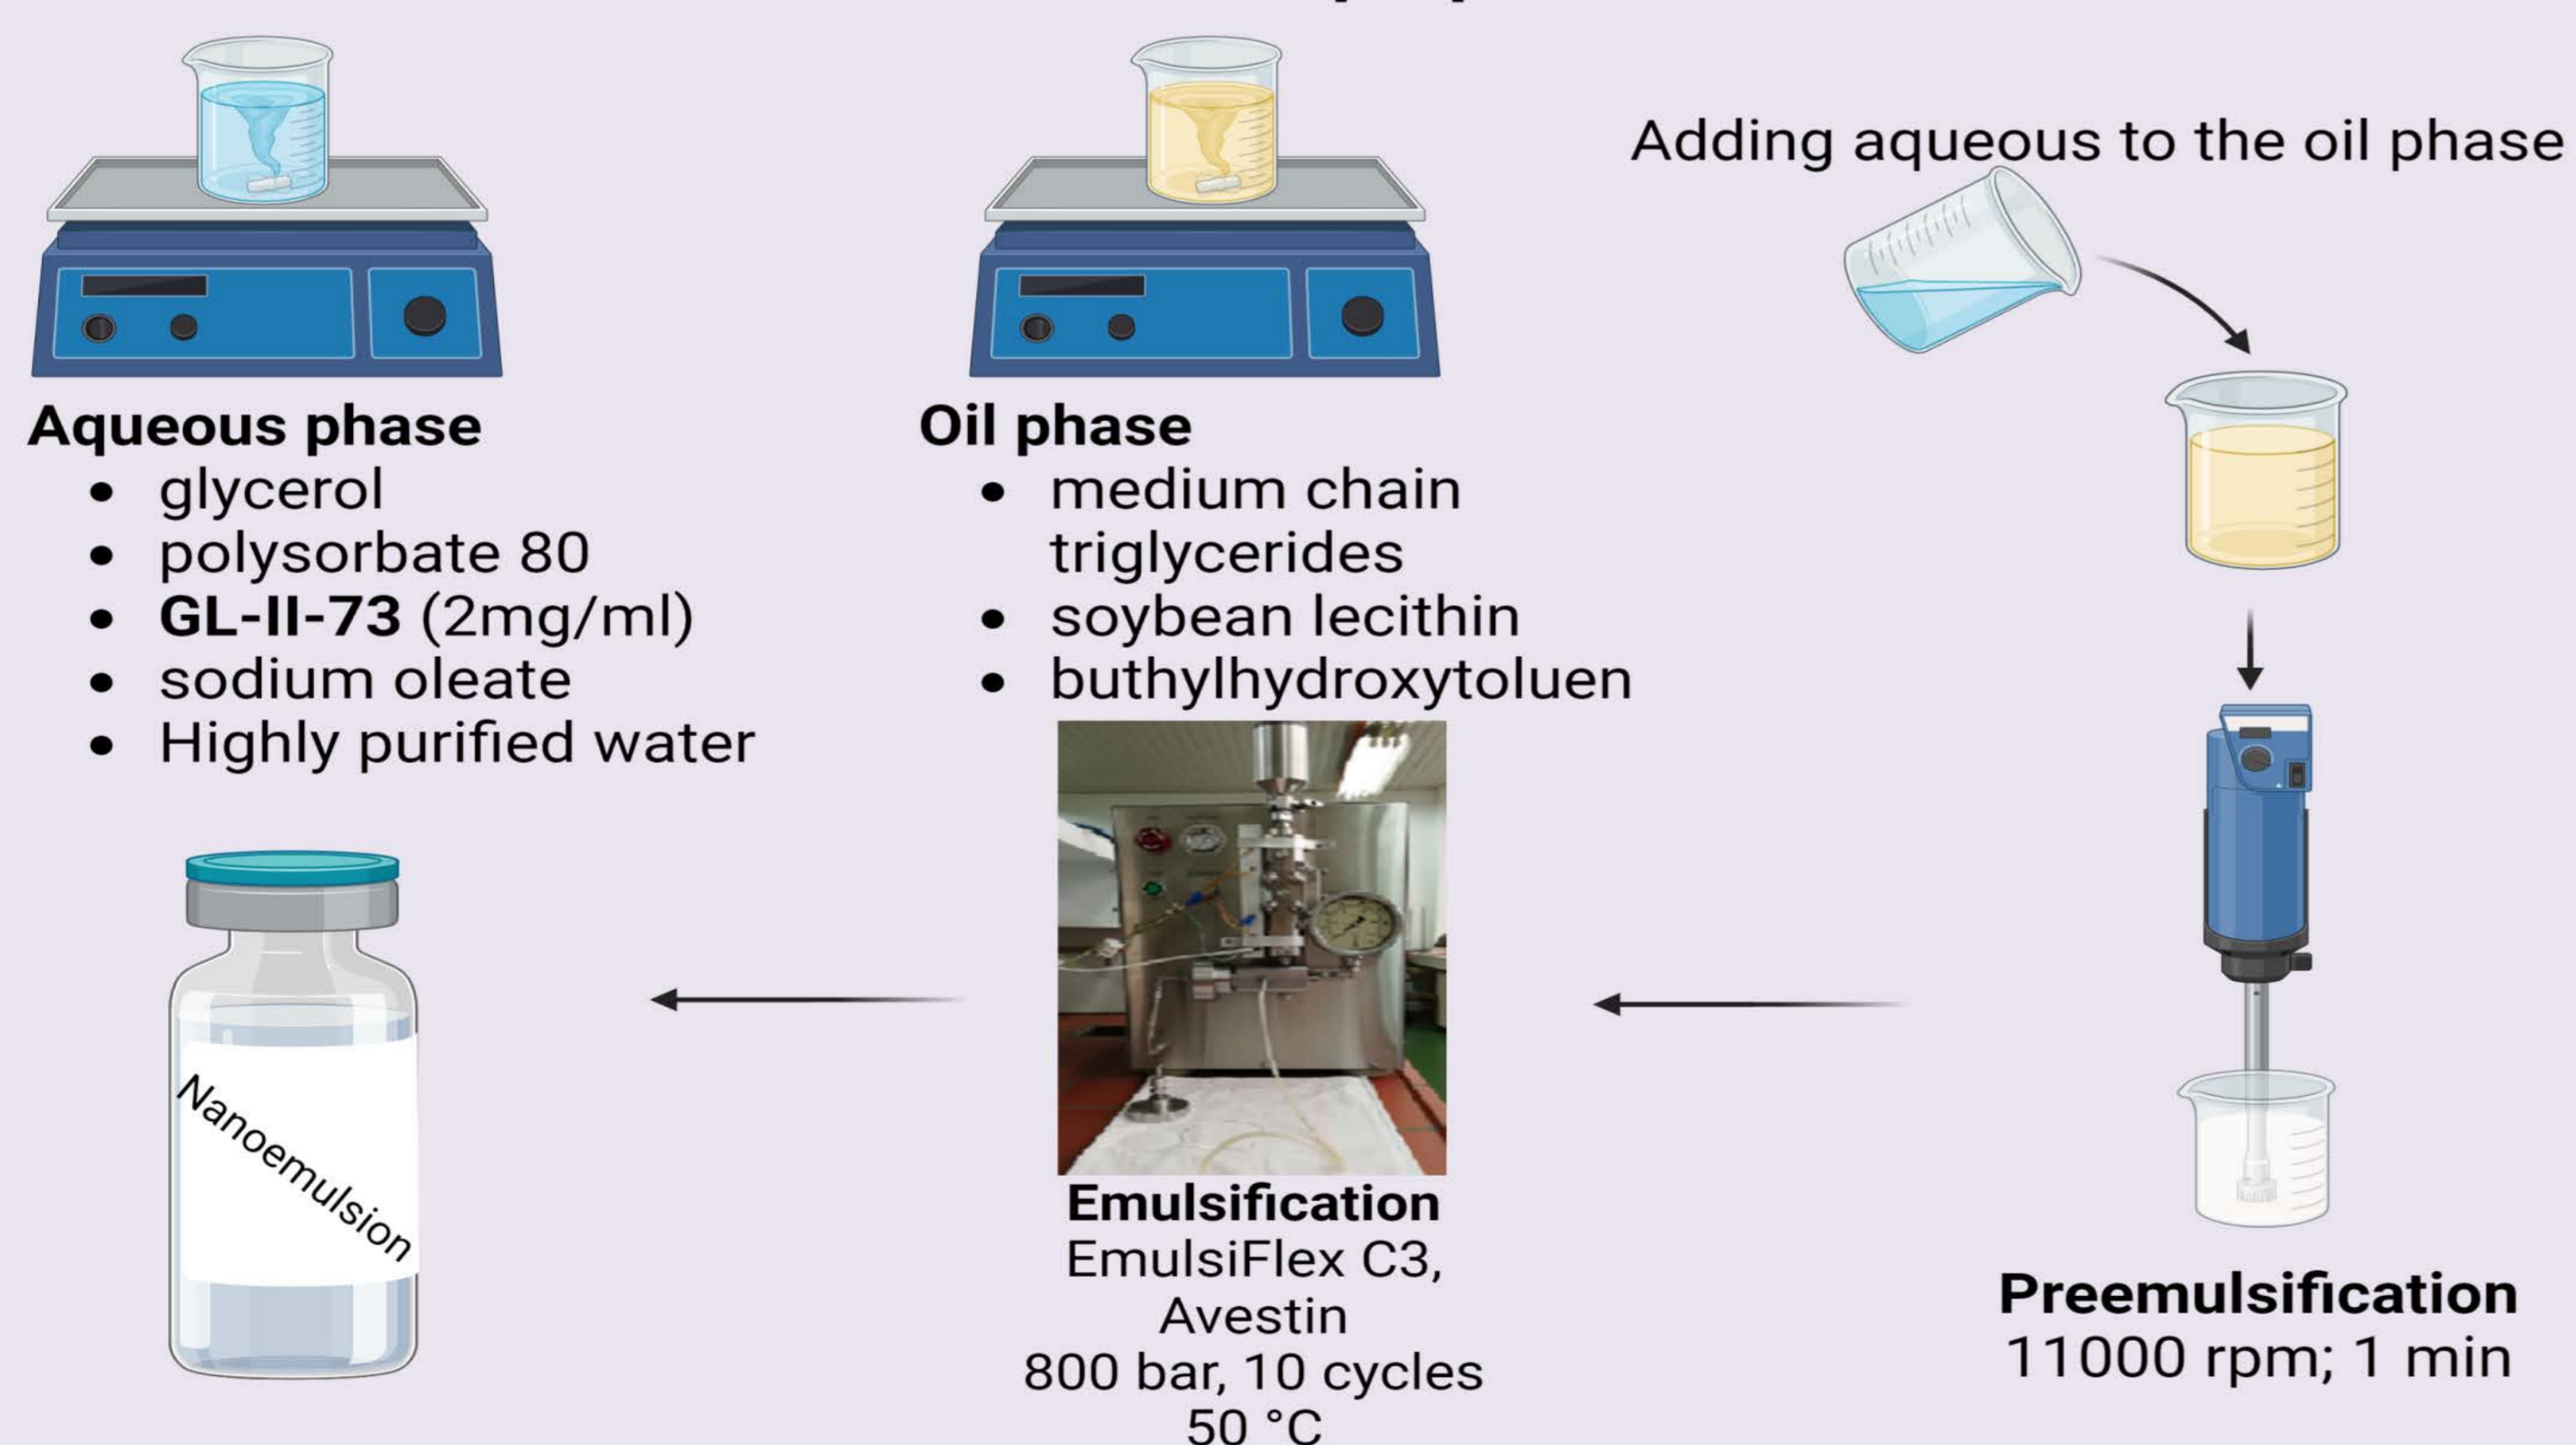 Aqueous phase
• glycerol
• polysorbate 80
• GL-II-73 (2mg/ml)
• sodium oleate
• Highly purified water
Oil phase
• medium chain
triglycerides
• soybean lecithin
• buthylhydroxytoluen
Adding aqueous to the oil phase
Preemulsification
11000 rpm; 1 min
Emulsification
EmulsiFlex C3,
Avestin
800 bar, 10 cycles
50 °C
Nanoemulsion